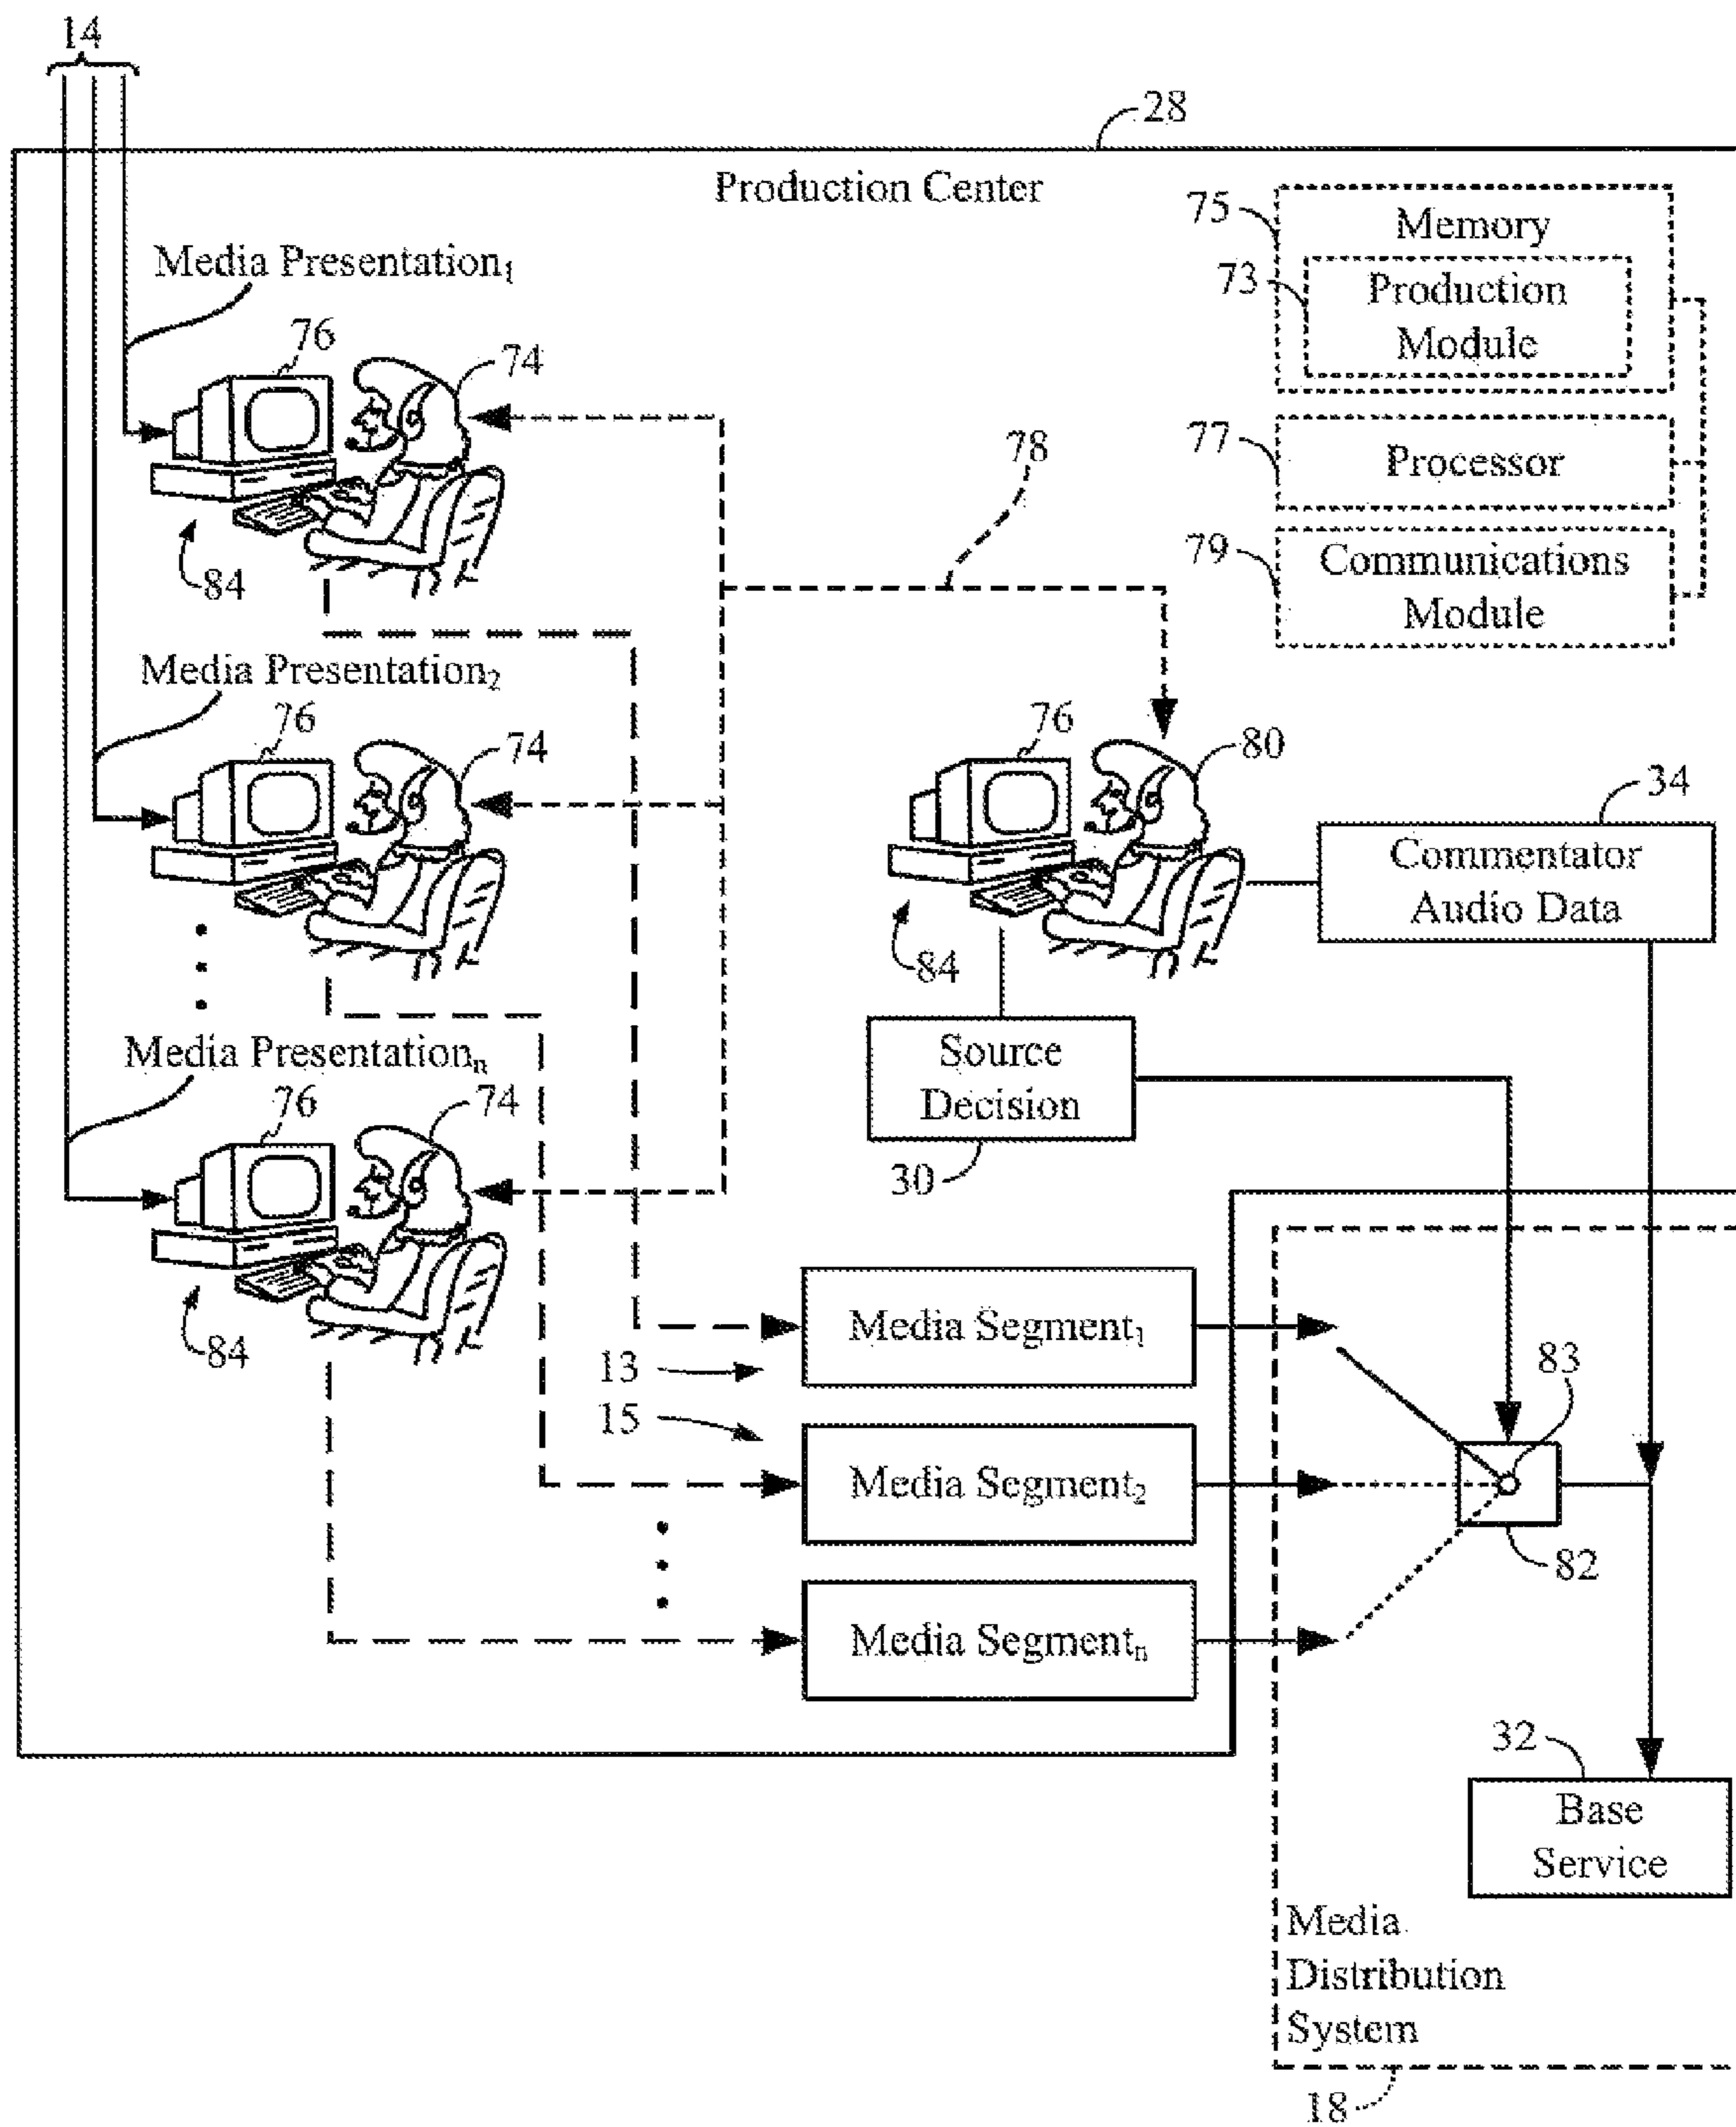 14
28
Production Center
75
Memory
73
Production
Module
Media Presentation₁
76
74
78
77
Processor
79
Communications
Module
84
Media Presentation₂
76
74
76
80
34
Commentator
Audio Data
84
Source
Decision
30
Media Presentationₙ
76
74
84
Media Segment₁
13
83
15
Media Segment₂
82
Media Segmentₙ
32
Base
Service
Media
Distribution
System
18